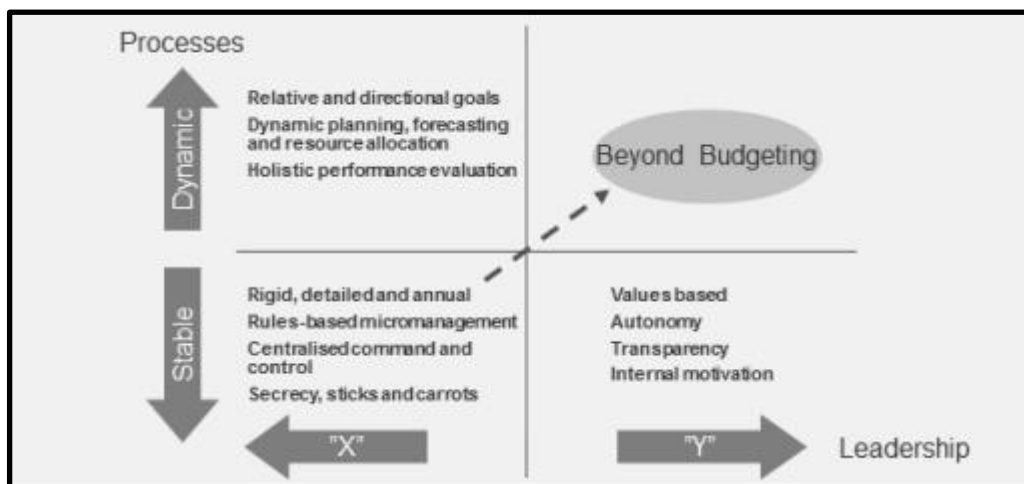 Processes
Dynamic
Relative and directional goals
Dynamic planning, forecasting
and resource allocation
Holistic performance evaluation
Beyond Budgeting
Stable
Rigid, detailed and annual
Rules-based micromanagement
Centralised command and
control
Secrecy, sticks and carrots
Values based
Autonomy
Transparency
Internal motivation
"X"
"Y"
Leadership